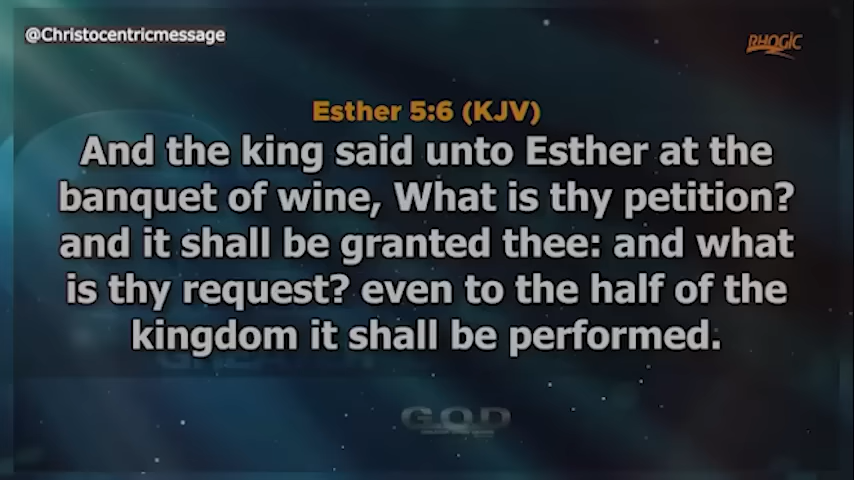 @Christocentricmessage
RHOGIC
Esther 5:6 (KJV)
And the king said unto Esther at the
banquet of wine, What is thy petition?
and it shall be granted thee: and what
is thy request? even to the half of the
kingdom it shall be performed.
G.O.D